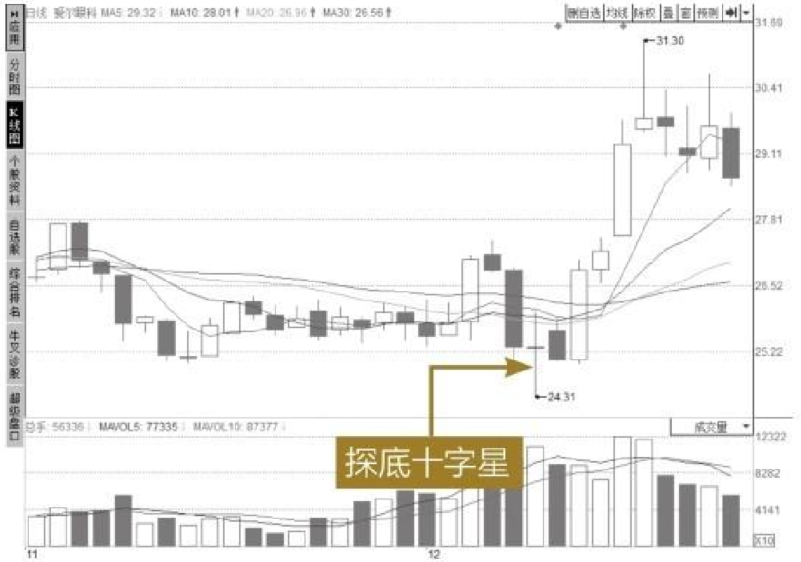 日线 爱尔眼科 MA5: 29.32↓ MA10: 28.01↑ MA20: 26.96↑ MA30: 26.56↑
删自选 均线 除权 叠 窗 预测
应用
分时图
K线图
个股资料
自选股
综合排名
牛叉诊股
超级盘口
31.69
31.30
30.41
29.11
27.81
26.52
25.22
24.31
总手: 56336↓ MAVOL5: 77335↓ MAVOL10: 87377↓
成交量
探底十字星
12322
8282
4141
X10
11
12